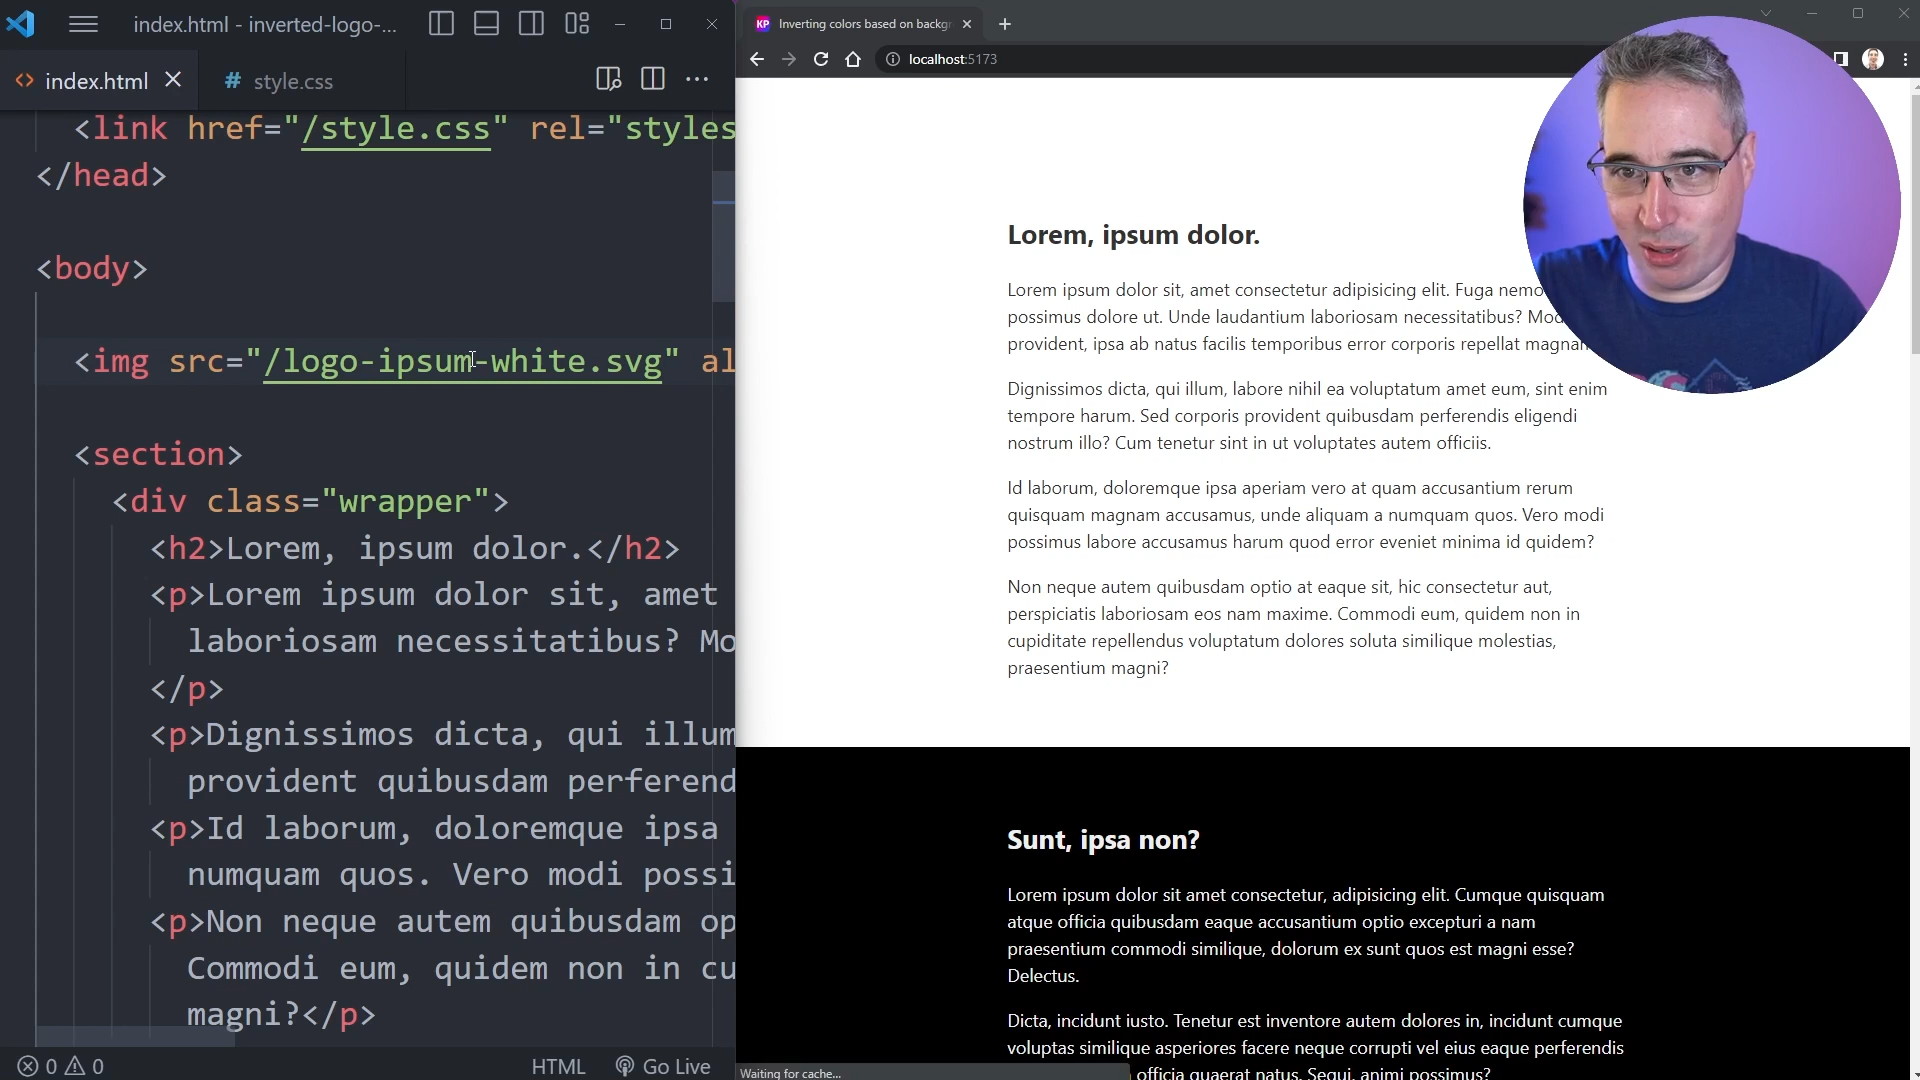 index.html - inverted-logo-...
index.html
# style.css
<link href="/style.css" rel="styles
</head>
<body>
<img src="/logo-ipsum-white.svg" al
<section>
<div class="wrapper">
<h2>Lorem, ipsum dolor.</h2>
<p>Lorem ipsum dolor sit, amet
laboriosam necessitatibus? Mo
</p>
<p>Dignissimos dicta, qui illum
provident quibusdam perferend
<p>Id laborum, doloremque ipsa
numquam quos. Vero modi possi
<p>Non neque autem quibusdam op
Commodi eum, quidem non in cu
magni?</p>
0 0
HTML
Go Live
KP Inverting colors based on backgr
localhost:5173
Lorem, ipsum dolor.
Lorem ipsum dolor sit, amet consectetur adipisicing elit. Fuga nemo
possimus dolore ut. Unde laudantium laboriosam necessitatibus? Mod
provident, ipsa ab natus facilis temporibus error corporis repellat magnam
Dignissimos dicta, qui illum, labore nihil ea voluptatum amet eum, sint enim
tempore harum. Sed corporis provident quibusdam perferendis eligendi
nostrum illo? Cum tenetur sint in ut voluptates autem officiis.
Id laborum, doloremque ipsa aperiam vero at quam accusantium rerum
quisquam magnam accusamus, unde aliquam a numquam quos. Vero modi
possimus labore accusamus harum quod error eveniet minima id quidem?
Non neque autem quibusdam optio at eaque sit, hic consectetur aut,
perspiciatis laboriosam eos nam maxime. Commodi eum, quidem non in
cupiditate repellendus voluptatum dolores soluta similique molestias,
praesentium magni?
Sunt, ipsa non?
Lorem ipsum dolor sit amet consectetur, adipisicing elit. Cumque quisquam
atque officia quibusdam eaque accusantium optio excepturi a nam
praesentium commodi similique, dolorum ex sunt quos est magni esse?
Delectus.
Dicta, incidunt iusto. Tenetur est inventore autem dolores in, incidunt cumque
voluptas similique asperiores facere neque corrupti vel eius eaque perferendis
officia quaerat natus. Sequi, animi possimus?
Waiting for cache...